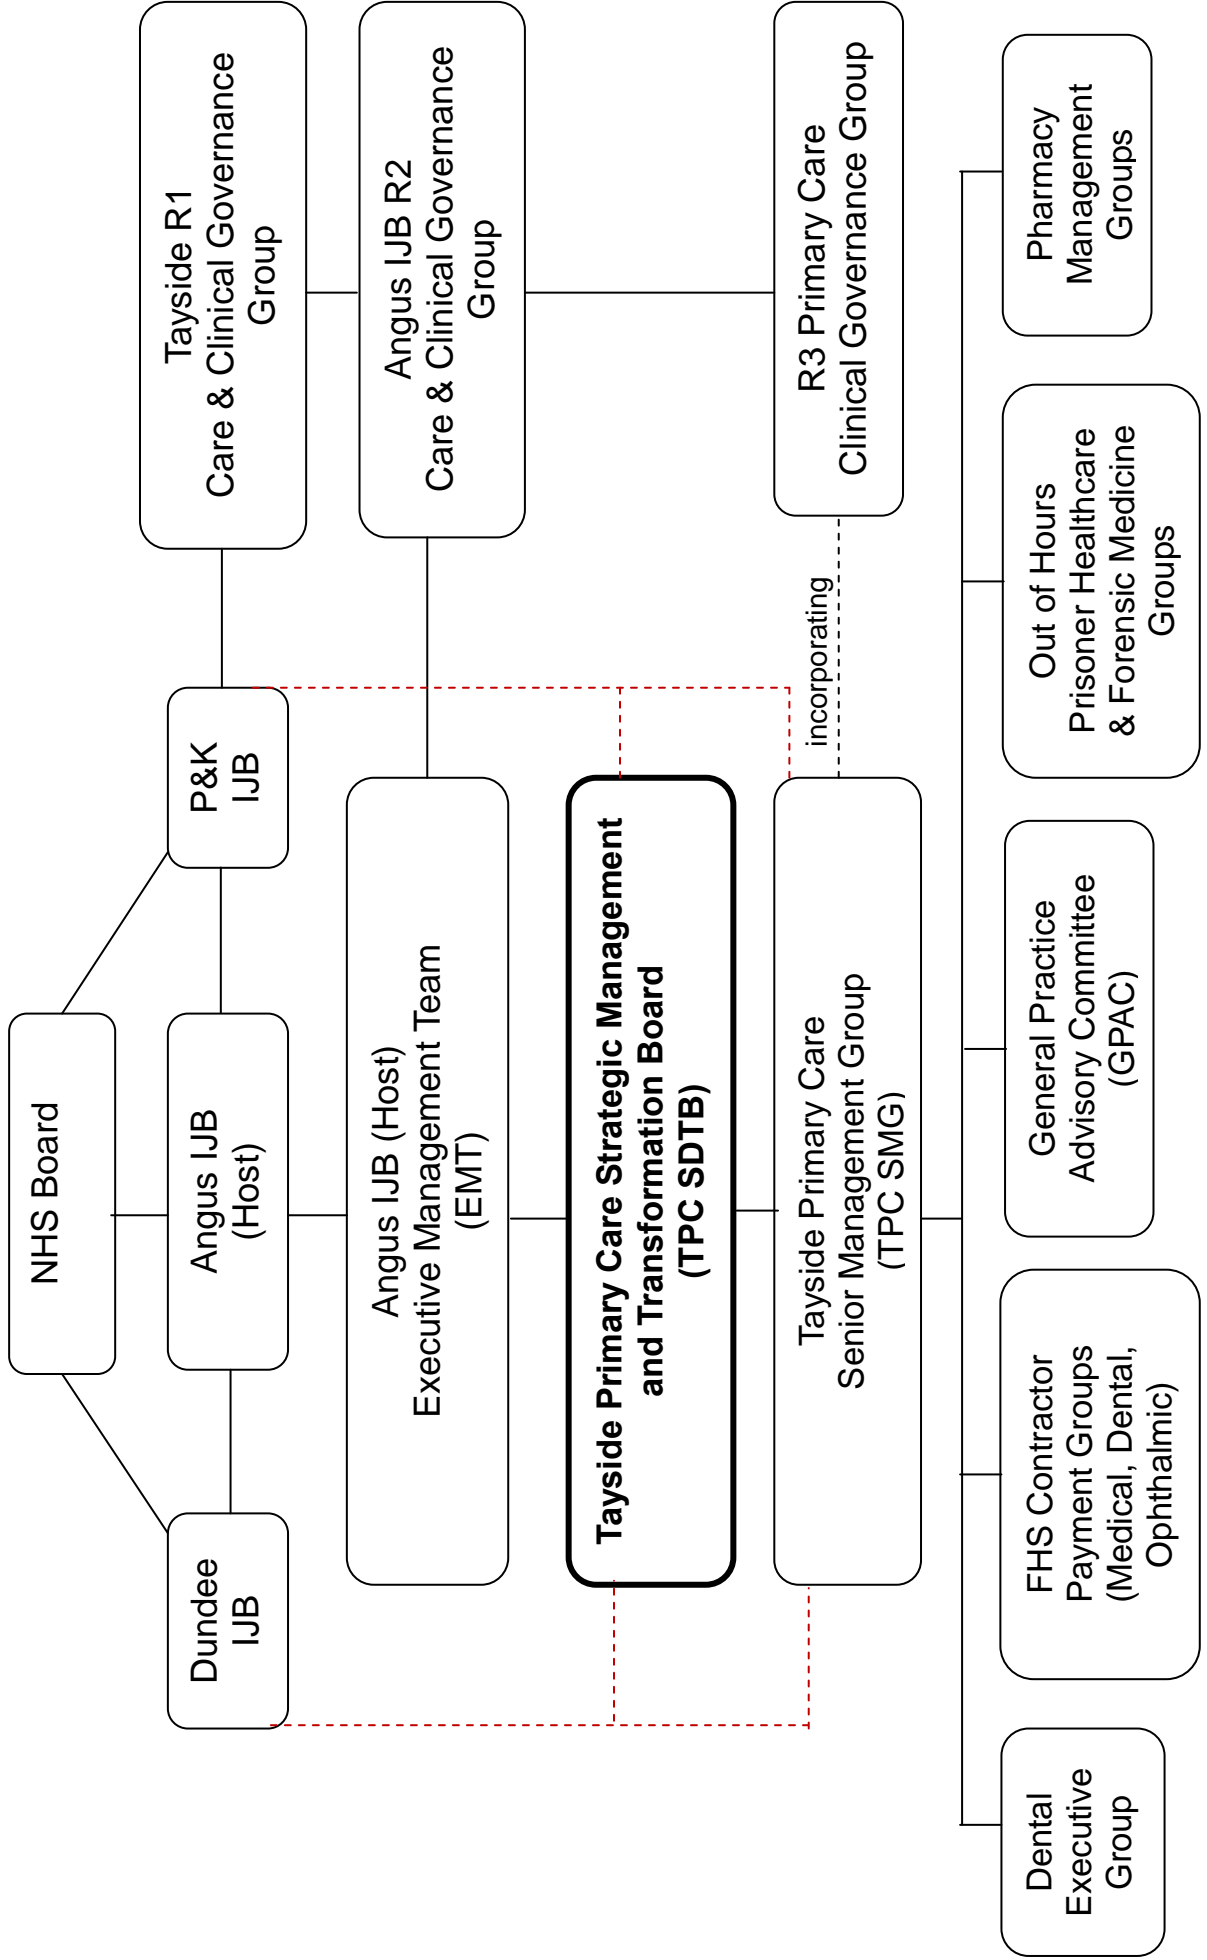 NHS Board
Dundee
IJB
Angus IJB
(Host)
P&K
IJB
Tayside R1
Care & Clinical Governance
Group
Angus IJB (Host)
Executive Management Team
(EMT)
Angus IJB R2
Care & Clinical Governance
Group
Tayside Primary Care Strategic Management
and Transformation Board
(TPC SDTB)
Tayside Primary Care
Senior Management Group
(TPC SMG)
incorporating
R3 Primary Care
Clinical Governance Group
Dental
Executive
Group
FHS Contractor
Payment Groups
(Medical, Dental,
Ophthalmic)
General Practice
Advisory Committee
(GPAC)
Out of Hours
Prisoner Healthcare
& Forensic Medicine
Groups
Pharmacy
Management
Groups